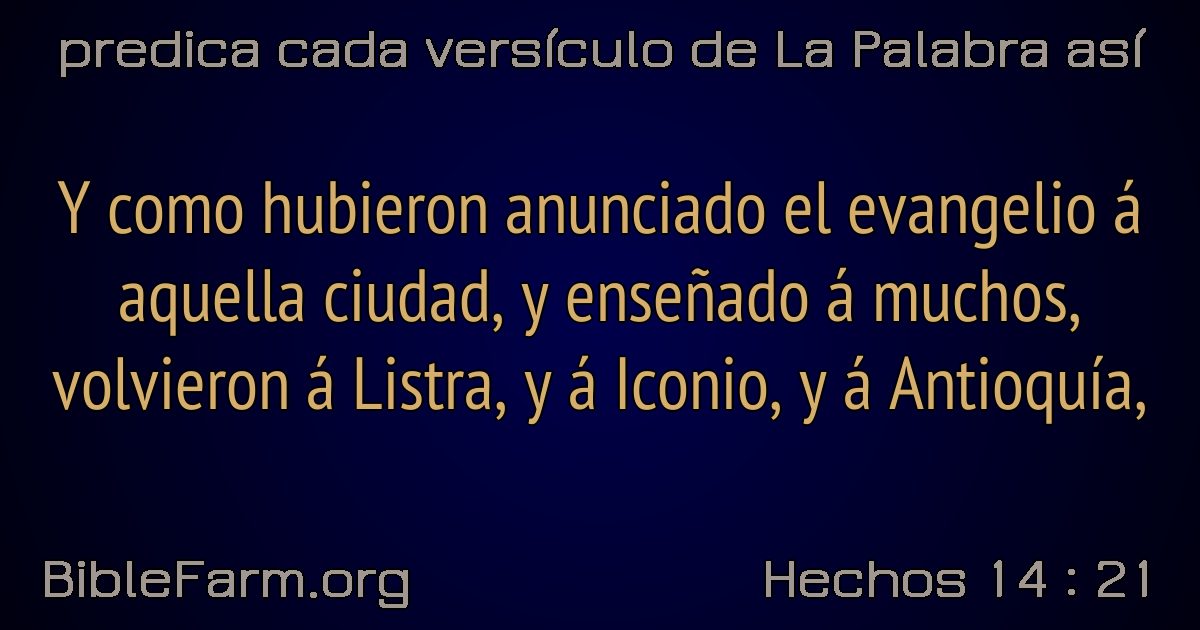 predica cada versículo de La Palabra así
Y como hubieron anunciado el evangelio á
aquella ciudad, y enseñado á muchos,
volvieron á Listra, y á Iconio, y á Antioquía,
BibleFarm.org
Hechos 14 : 21